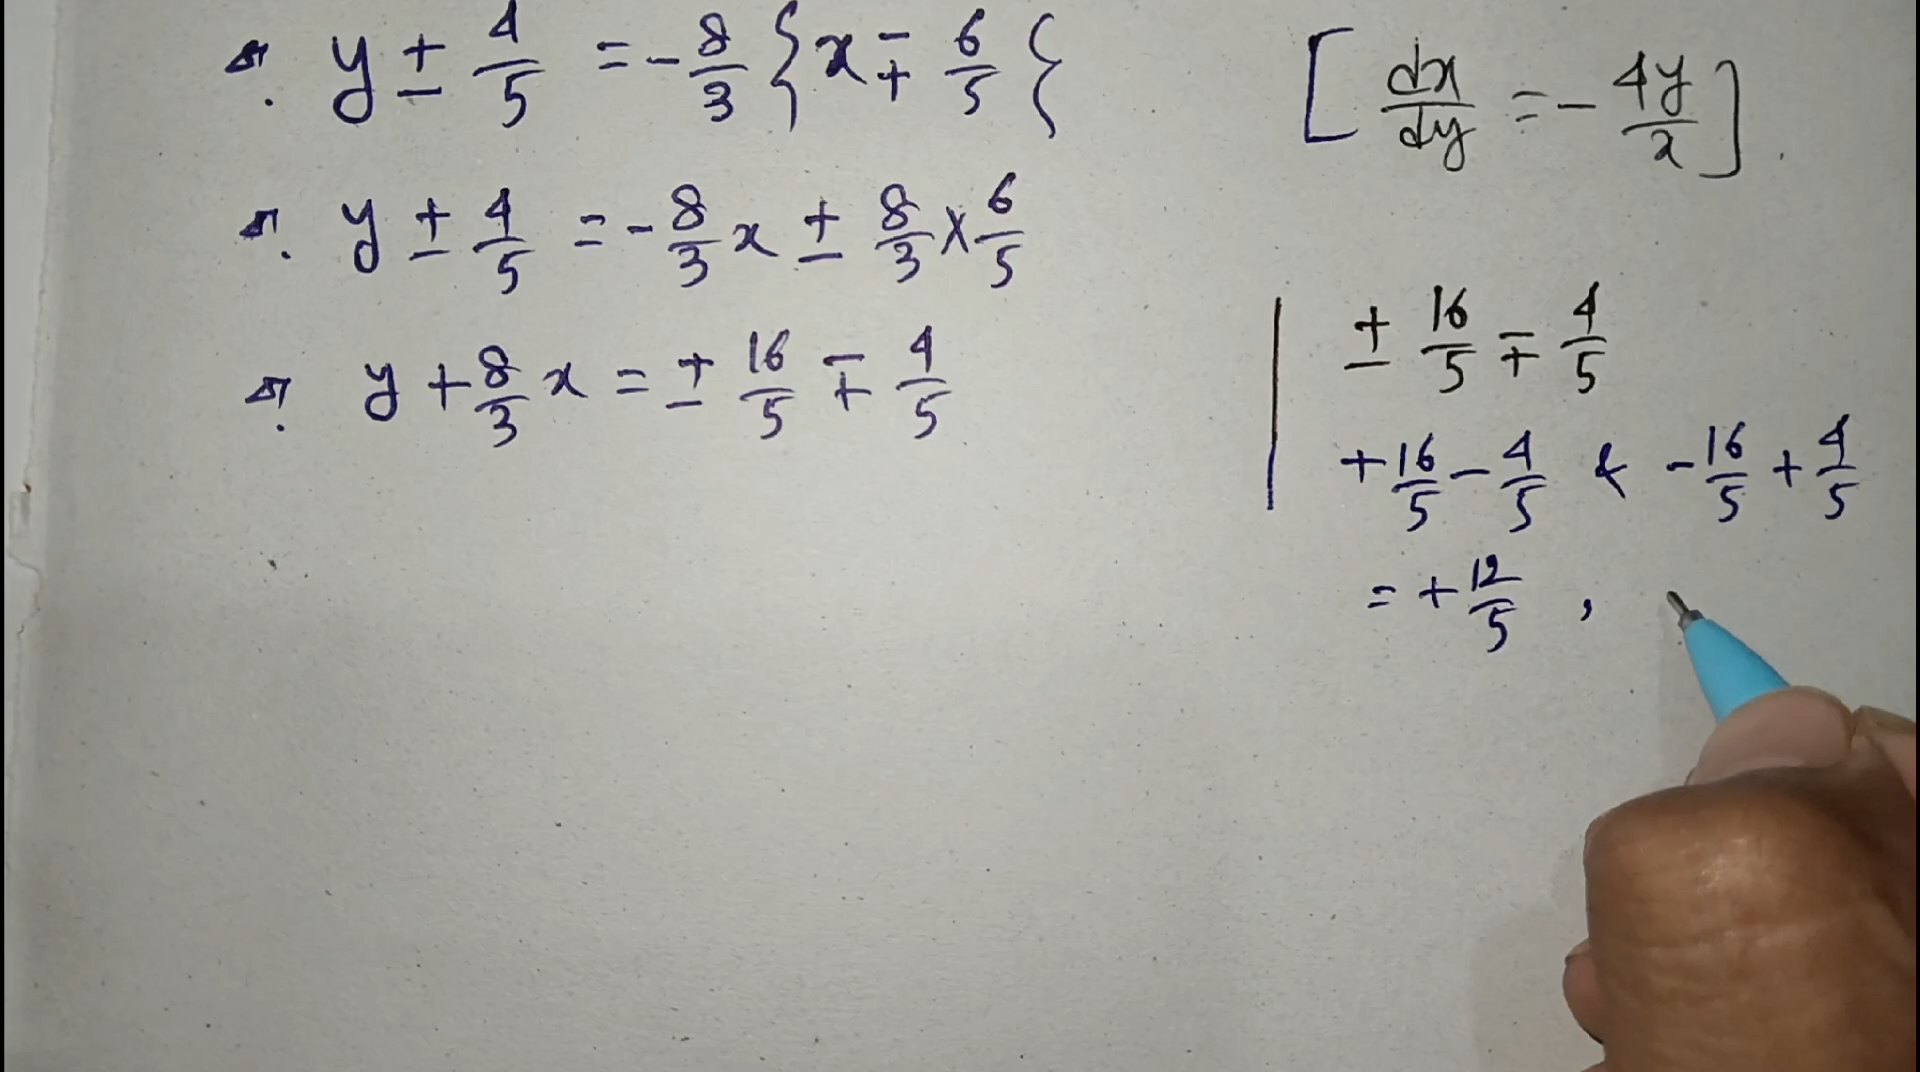 বা. y ± 4/5 = - 8/3 {x ∓ 6/5}
[dx/dy = - 4y/x].
বা. y ± 4/5 = - 8/3 x ± 8/3 × 6/5
বা. y + 8/3 x = ± 16/5 ∓ 4/5
± 16/5 ∓ 4/5
+ 16/5 - 4/5 & - 16/5 + 4/5
= + 12/5 ,